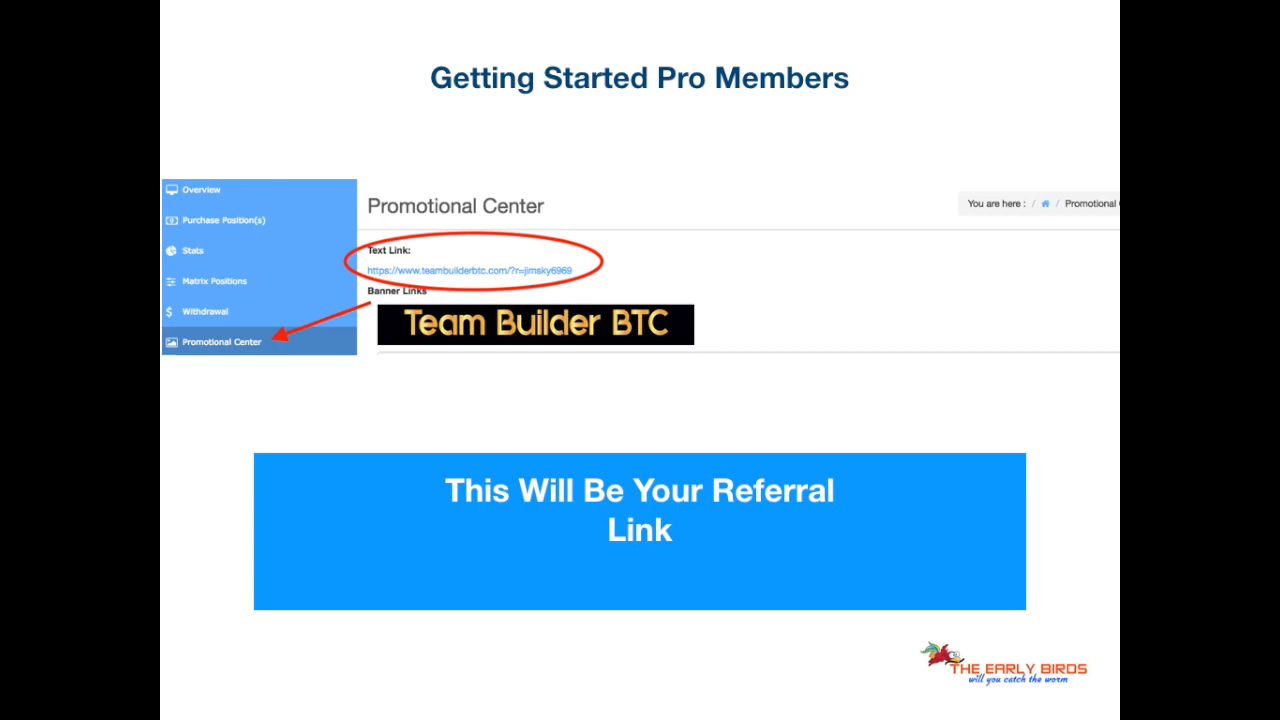 Getting Started Pro Members
Overview
Purchase Position(s)
Stats
Matrix Positions
Withdrawal
Promotional Center
Promotional Center
You are here : / / Promotional
Text Link:
https://www.teambuilderbtc.com/?r=jimsky6969
Banner Links
Team Builder BTC
This Will Be Your Referral
Link
THE EARLY BIRDS
will you catch the worm